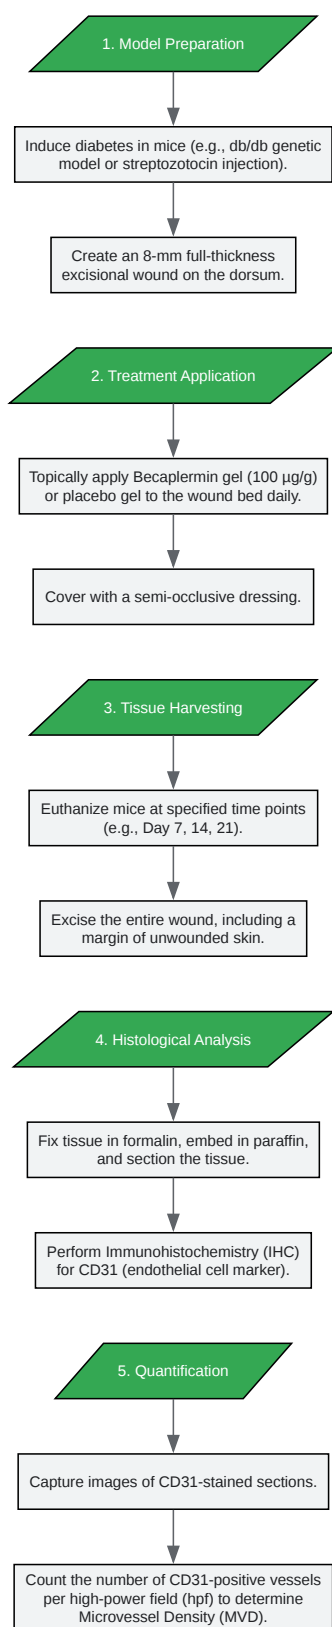 1. Model Preparation
Induce diabetes in mice (e.g., db/db genetic
model or streptozotocin injection).
Create an 8-mm full-thickness
excisional wound on the dorsum.
2. Treatment Application
Topically apply Becaplermin gel (100 µg/g)
or placebo gel to the wound bed daily.
Cover with a semi-occlusive dressing.
3. Tissue Harvesting
Euthanize mice at specified time points
(e.g., Day 7, 14, 21).
Excise the entire wound, including a
margin of unwounded skin.
4. Histological Analysis
Fix tissue in formalin, embed in paraffin,
and section the tissue.
Perform Immunohistochemistry (IHC)
for CD31 (endothelial cell marker).
5. Quantification
Capture images of CD31-stained sections.
Count the number of CD31-positive vessels
per high-power field (hpf) to determine
Microvessel Density (MVD).